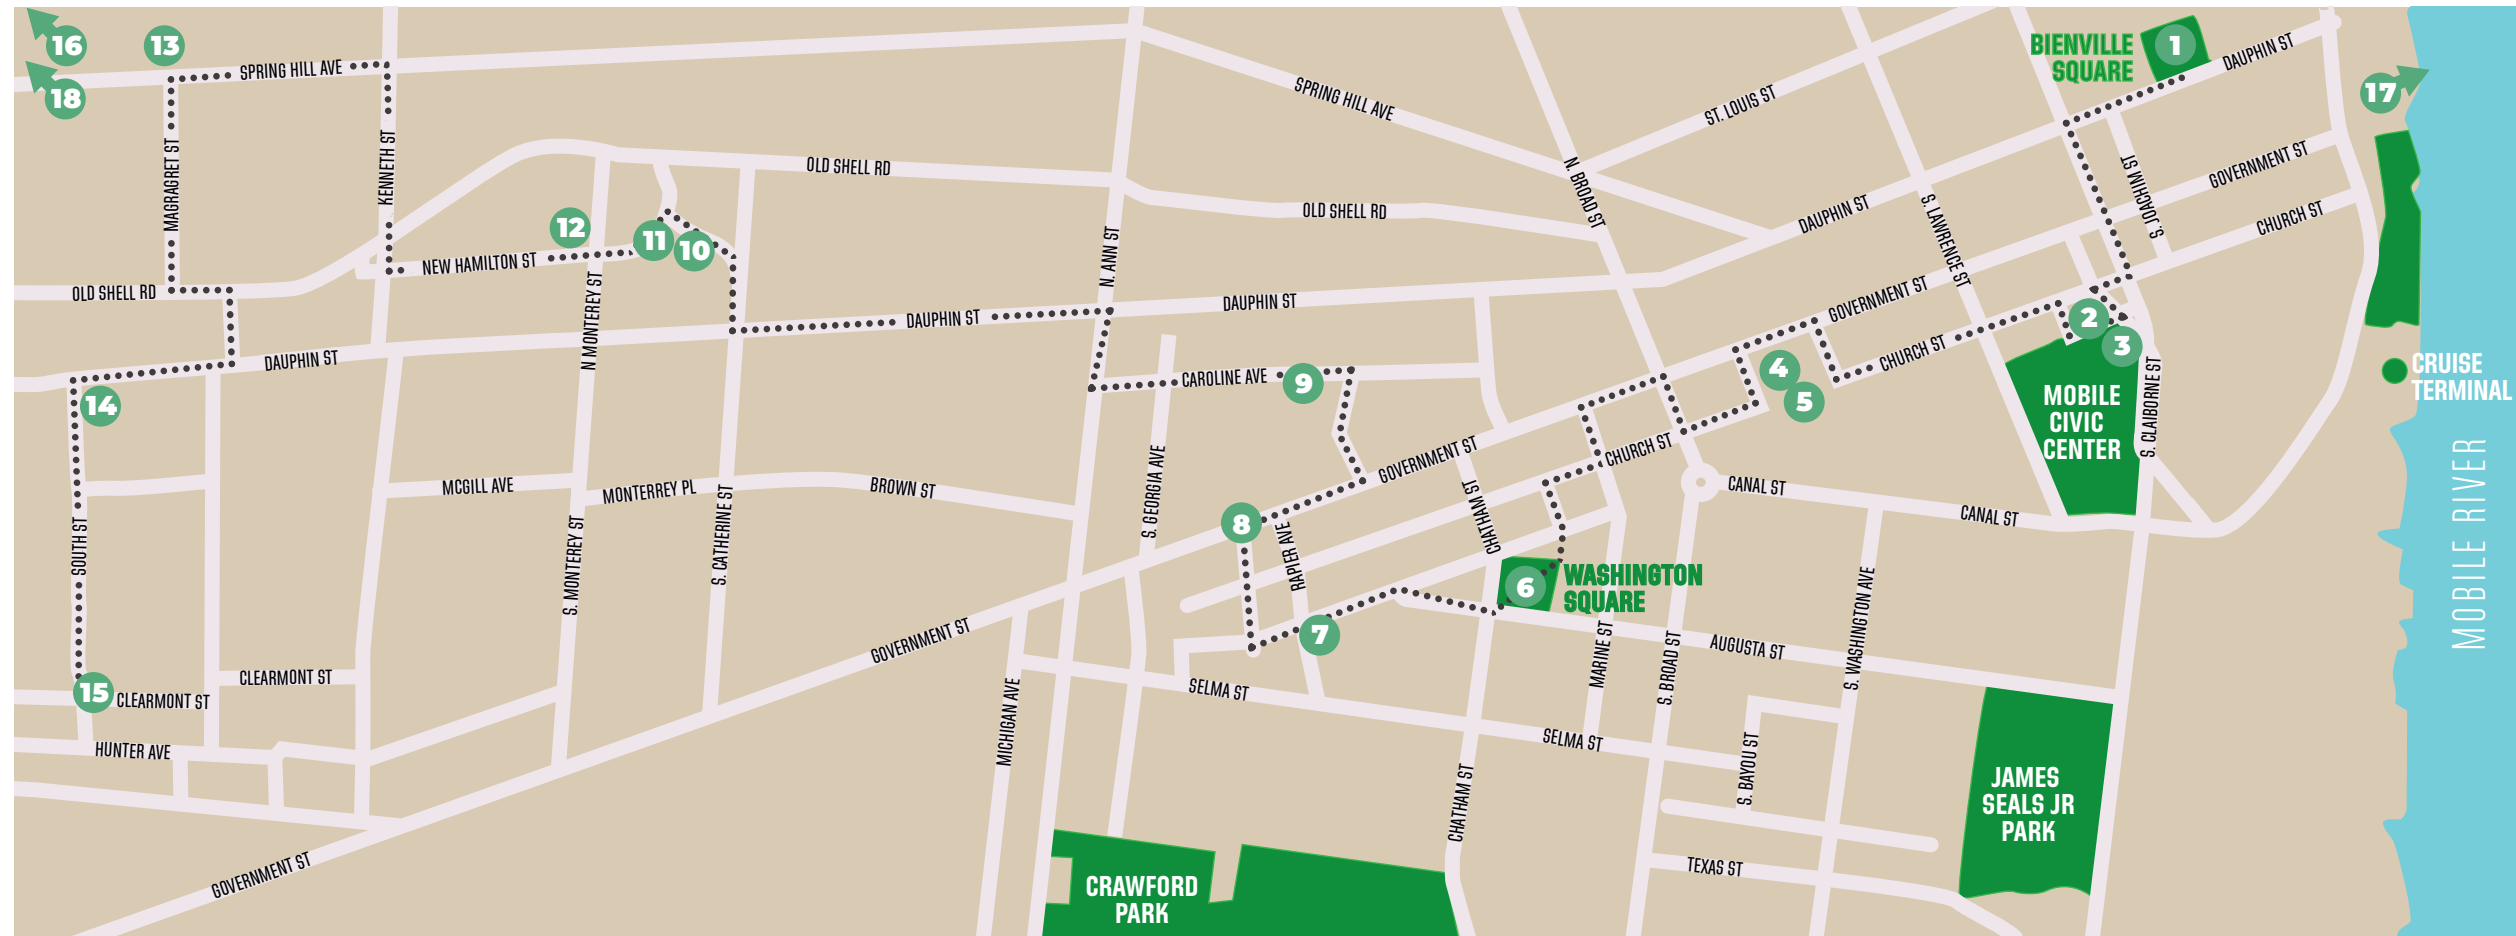 16
13
SPRING HILL AVE
18
MAGRAGRET ST
KENNETH ST
OLD SHELL RD
12
11
10
NEW HAMILTON ST
OLD SHELL RD
N MONTEREY ST
DAUPHIN ST
14
SOUTH ST
15
CLEARMONT ST
CLEARMONT ST
HUNTER AVE
GOVERNMENT ST
MCGILL AVE
MONTERREY PL
BROWN ST
S. MONTEREY ST
S. CATHERINE ST
DAUPHIN ST
N. ANN ST
SPRING HILL AVE
OLD SHELL RD
DAUPHIN ST
CAROLINE AVE
9
S. GEORGIA AVE
8
RAPIER AVE
7
GOVERNMENT ST
MICHIGAN AVE
SELMA ST
CRAWFORD
PARK
GOVERNMENT ST
CHATHAM ST
CHURCH ST
6
WASHINGTON
SQUARE
MARINE ST
S. BROAD ST
AUGUSTA ST
SELMA ST
CHATHAM ST
S. BAYOU ST
TEXAS ST
S. WASHINGTON AVE
CANAL ST
CANAL ST
N. BROAD ST
ST. LOUIS ST
DAUPHIN ST
S. LAWRENCE ST
GOVERNMENT ST
4
5
CHURCH ST
BIENVILLE
SQUARE
1
DAUPHIN ST
S. JOACHIM ST
GOVERNMENT ST
CHURCH ST
2
3
MOBILE
CIVIC
CENTER
S. CLAIBORNE ST
JAMES
SEALS JR
PARK
17
CRUISE
TERMINAL
MOBILE RIVER